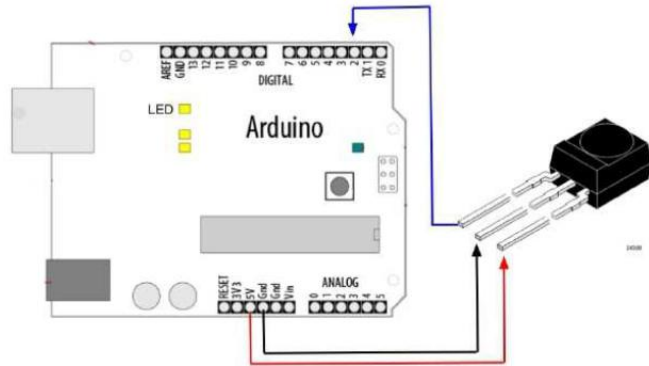 AREF
GND
13
12
11
10
9
8
7
6
5
4
3
2
TX 1
RX 0
DIGITAL
LED
Arduino
RESET
3V3
5V
Gnd
Gnd
Vin
ANALOG
0
1
2
3
4
5